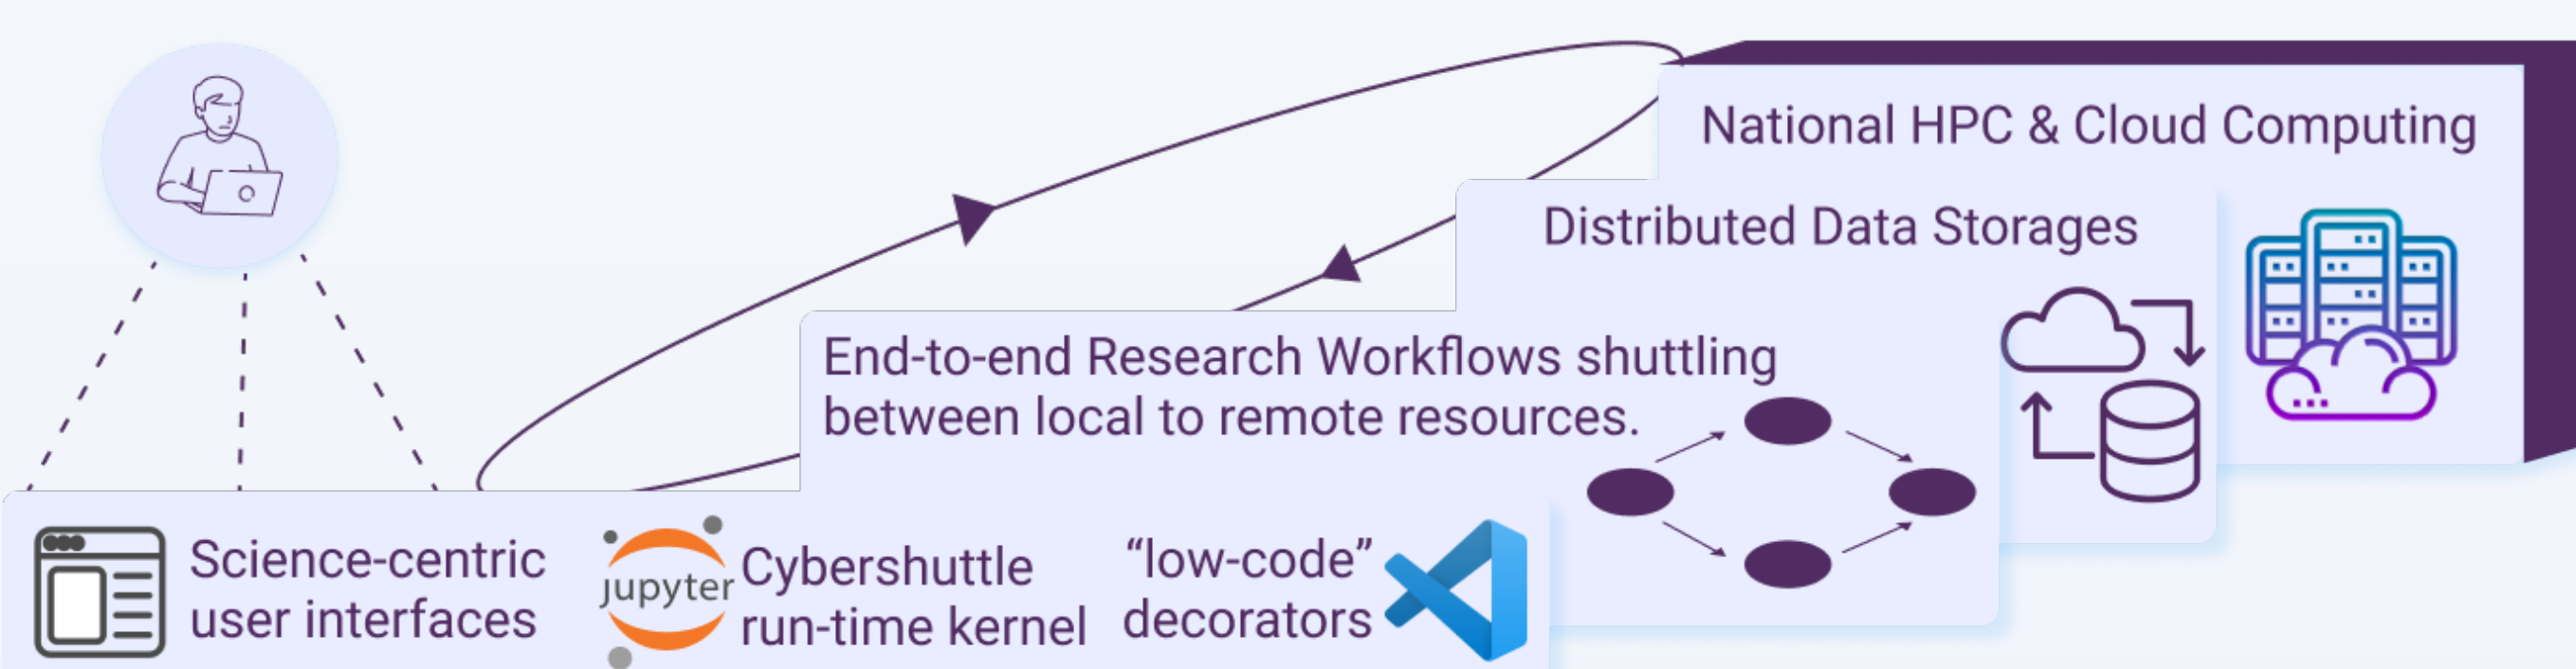 National HPC & Cloud Computing
Distributed Data Storages
End-to-end Research Workflows shuttling
between local to remote resources.
Science-centric
user interfaces
jupyter
Cybershuttle
run-time kernel
“low-code”
decorators